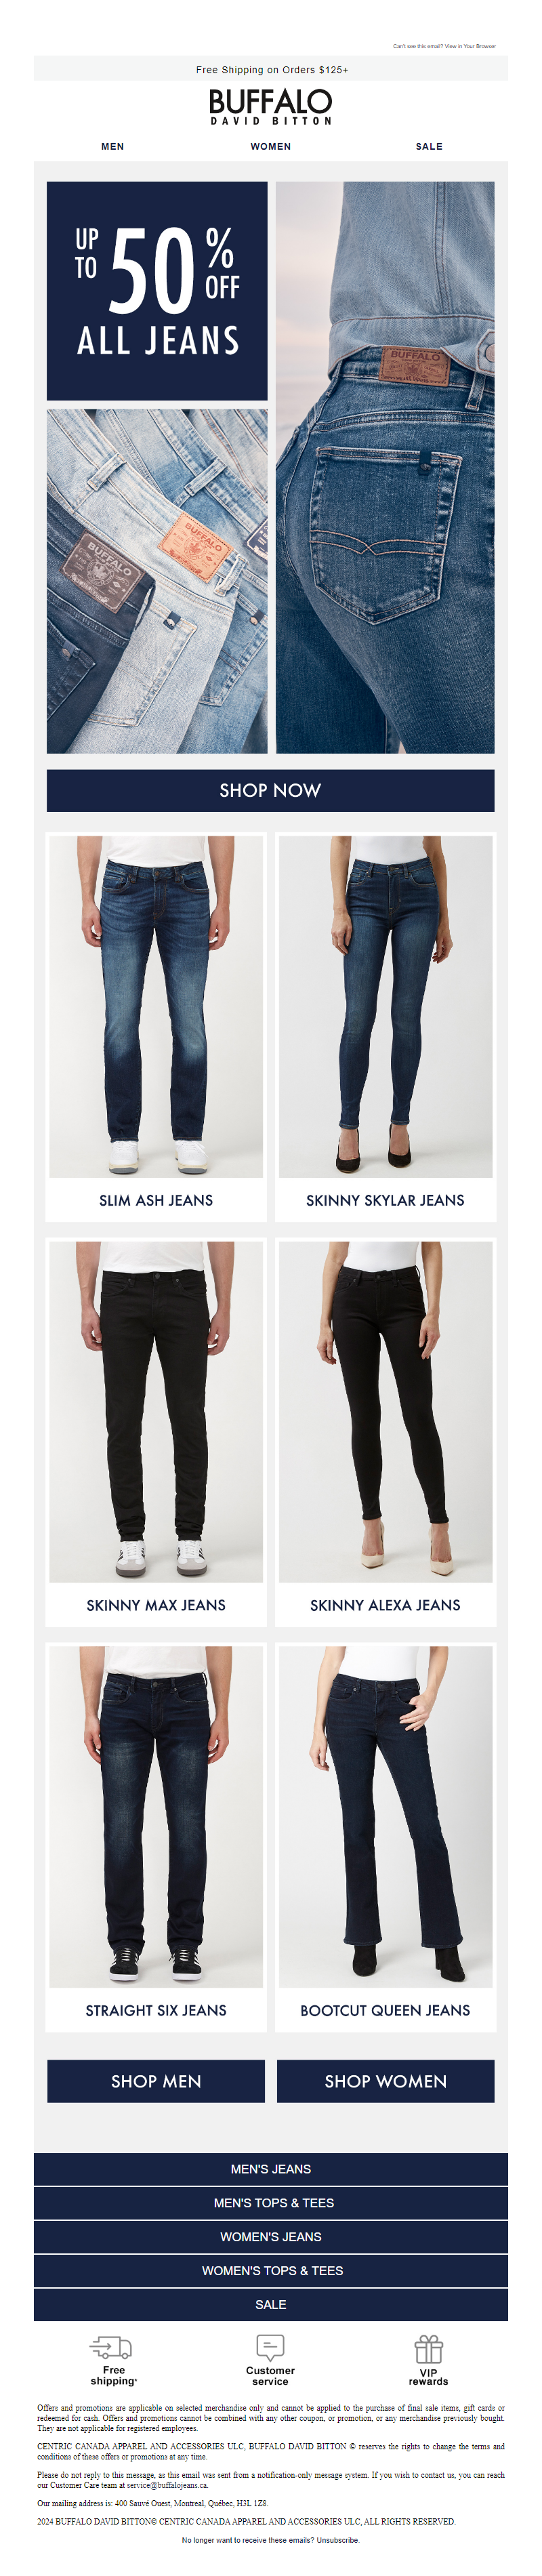 Can't see this email? View in Your Browser
Free Shipping on Orders $125+
BUFFALO
DAVID BITTON
MEN WOMEN SALE
UP TO 50% OFF
ALL JEANS
BUFFALO
BUFFALO
BUFFALO
SHOP NOW
SLIM ASH JEANS
SKINNY SKYLAR JEANS
SKINNY MAX JEANS
SKINNY ALEXA JEANS
STRAIGHT SIX JEANS
BOOTCUT QUEEN JEANS
SHOP MEN
SHOP WOMEN
MEN'S JEANS
MEN'S TOPS & TEES
WOMEN'S JEANS
WOMEN'S TOPS & TEES
SALE
Free
shipping*
Customer
service
VIP
rewards
Offers and promotions are applicable on selected merchandise only and cannot be applied to the purchase of final sale items, gift cards or
redeemed for cash. Offers and promotions cannot be combined with any other coupon, or promotion, or any merchandise previously bought.
They are not applicable for registered employees.
CENTRIC CANADA APPAREL AND ACCESSORIES ULC, BUFFALO DAVID BITTON © reserves the rights to change the terms and
conditions of these offers or promotions at any time.
Please do not reply to this message, as this email was sent from a notification-only message system. If you wish to contact us, you can reach
our Customer Care team at service@buffalojeans.ca.
Our mailing address is: 400 Sauvé Ouest, Montreal, Québec, H3L 1Z8.
2024 BUFFALO DAVID BITTON© CENTRIC CANADA APPAREL AND ACCESSORIES ULC, ALL RIGHTS RESERVED.
No longer want to receive these emails? Unsubscribe.